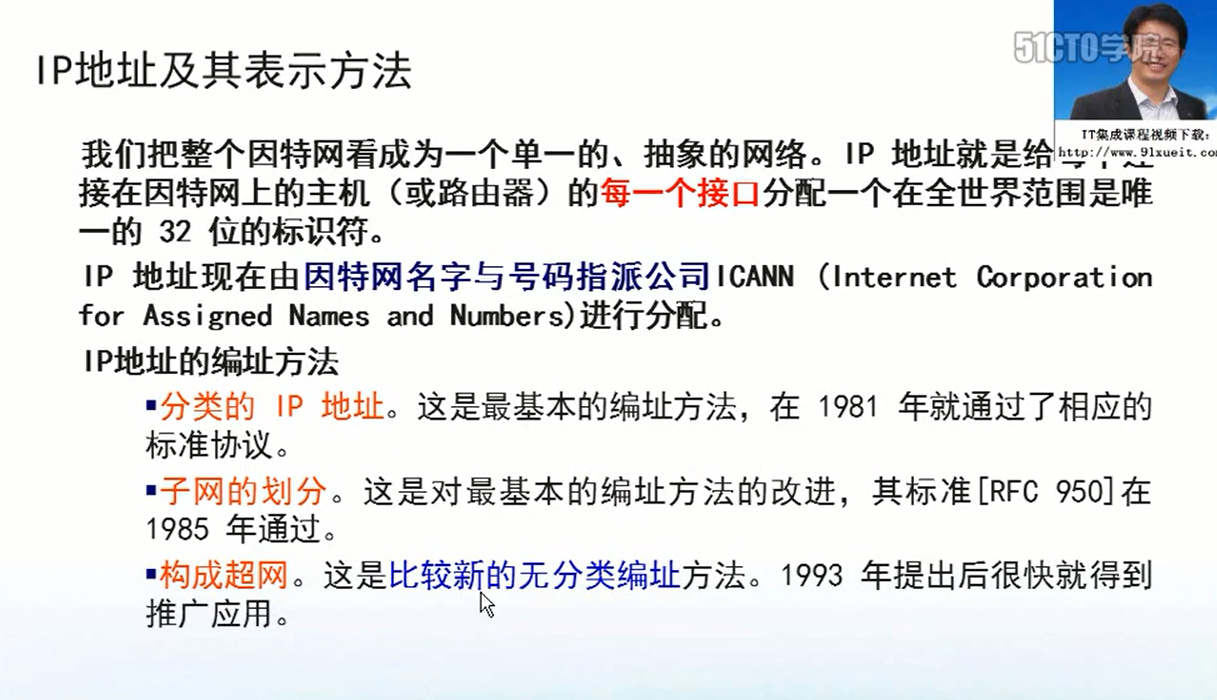 51CTO学院
IP地址及其表示方法
IT集成课程视频下载:
http://www.91xueit.com
我们把整个因特网看成为一个单一的、抽象的网络。IP 地址就是给
接在因特网上的主机（或路由器）的每一个接口分配一个在全世界范围是唯
一的 32 位的标识符。
IP 地址现在由因特网名字与号码指派公司ICANN (Internet Corporation
for Assigned Names and Numbers)进行分配。
IP地址的编址方法
▪分类的 IP 地址。这是最基本的编址方法，在 1981 年就通过了相应的
标准协议。
▪子网的划分。这是对最基本的编址方法的改进，其标准[RFC 950]在
1985 年通过。
▪构成超网。这是比较新的无分类编址方法。1993 年提出后很快就得到
推广应用。